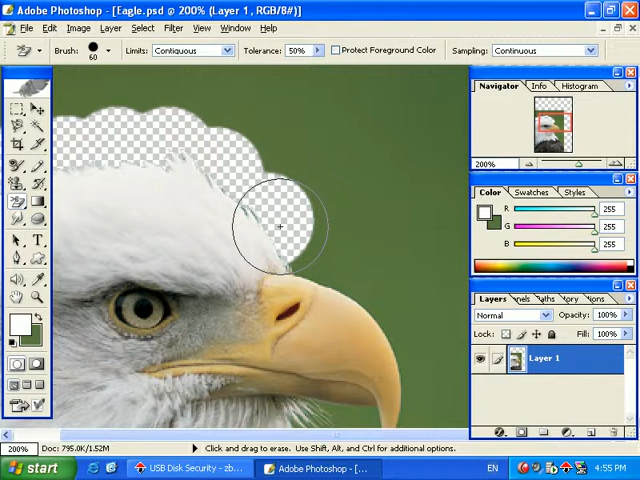 Adobe Photoshop - [Eagle.psd @ 200% (Layer 1, RGB/8#)]
File Edit Image Layer Select Filter View Window Help
Brush: 60 Limits: Contiguous Tolerance: 50% Protect Foreground Color Sampling: Continuous
Navigator Info Histogram
200%
Color Swatches Styles
R 255
G 255
B 255
Layers
Normal Opacity: 100%
Lock: Fill: 100%
Layer 1
200% Doc: 795.0K/1.52M Click and drag to erase. Use Shift, Alt, and Ctrl for additional options.
start USB Disk Security - zb... Adobe Photoshop - [... EN 4:55 PM